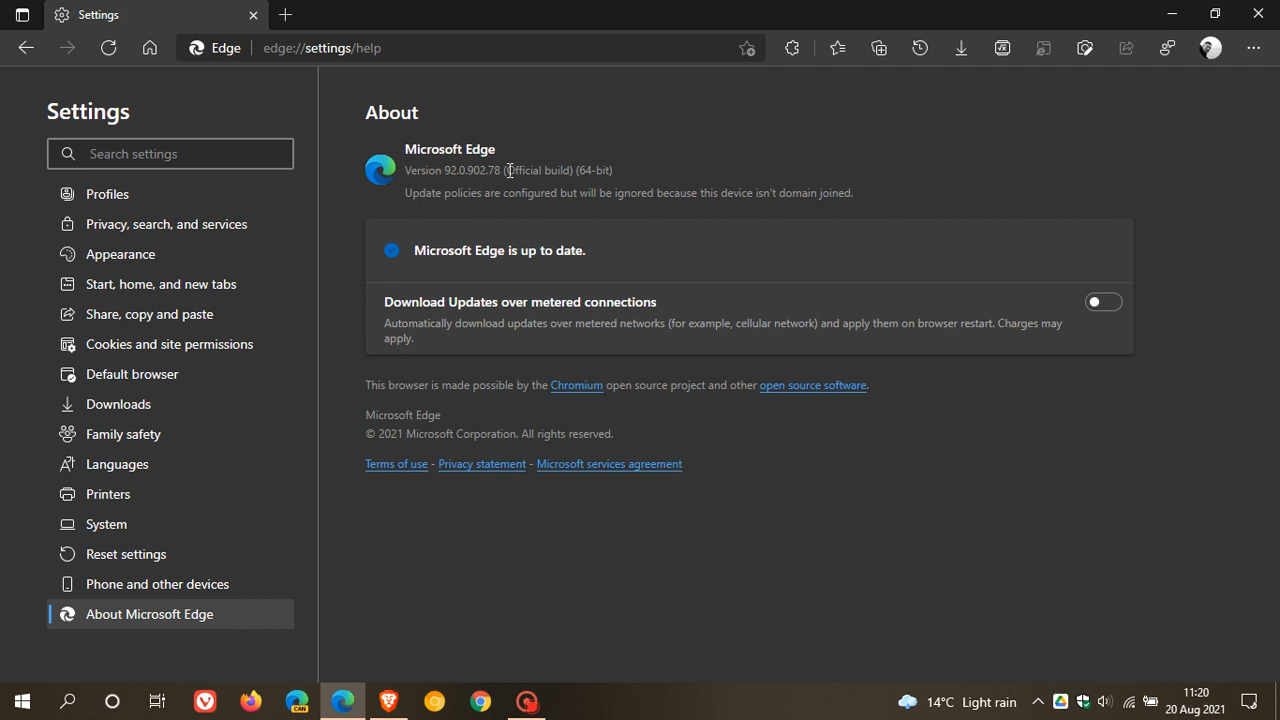 Settings
Edge
edge://settings/help
Settings
Search settings
Profiles
Privacy, search, and services
Appearance
Start, home, and new tabs
Share, copy and paste
Cookies and site permissions
Default browser
Downloads
Family safety
Languages
Printers
System
Reset settings
Phone and other devices
About Microsoft Edge
About
Microsoft Edge
Version 92.0.902.78 (Official build) (64-bit)
Update policies are configured but will be ignored because this device isn't domain joined.
Microsoft Edge is up to date.
Download Updates over metered connections
Automatically download updates over metered networks (for example, cellular network) and apply them on browser restart. Charges may
apply.
This browser is made possible by the Chromium open source project and other open source software.
Microsoft Edge
© 2021 Microsoft Corporation. All rights reserved.
Terms of use - Privacy statement - Microsoft services agreement
CAN
14°C Light rain
11:20
20 Aug 2021